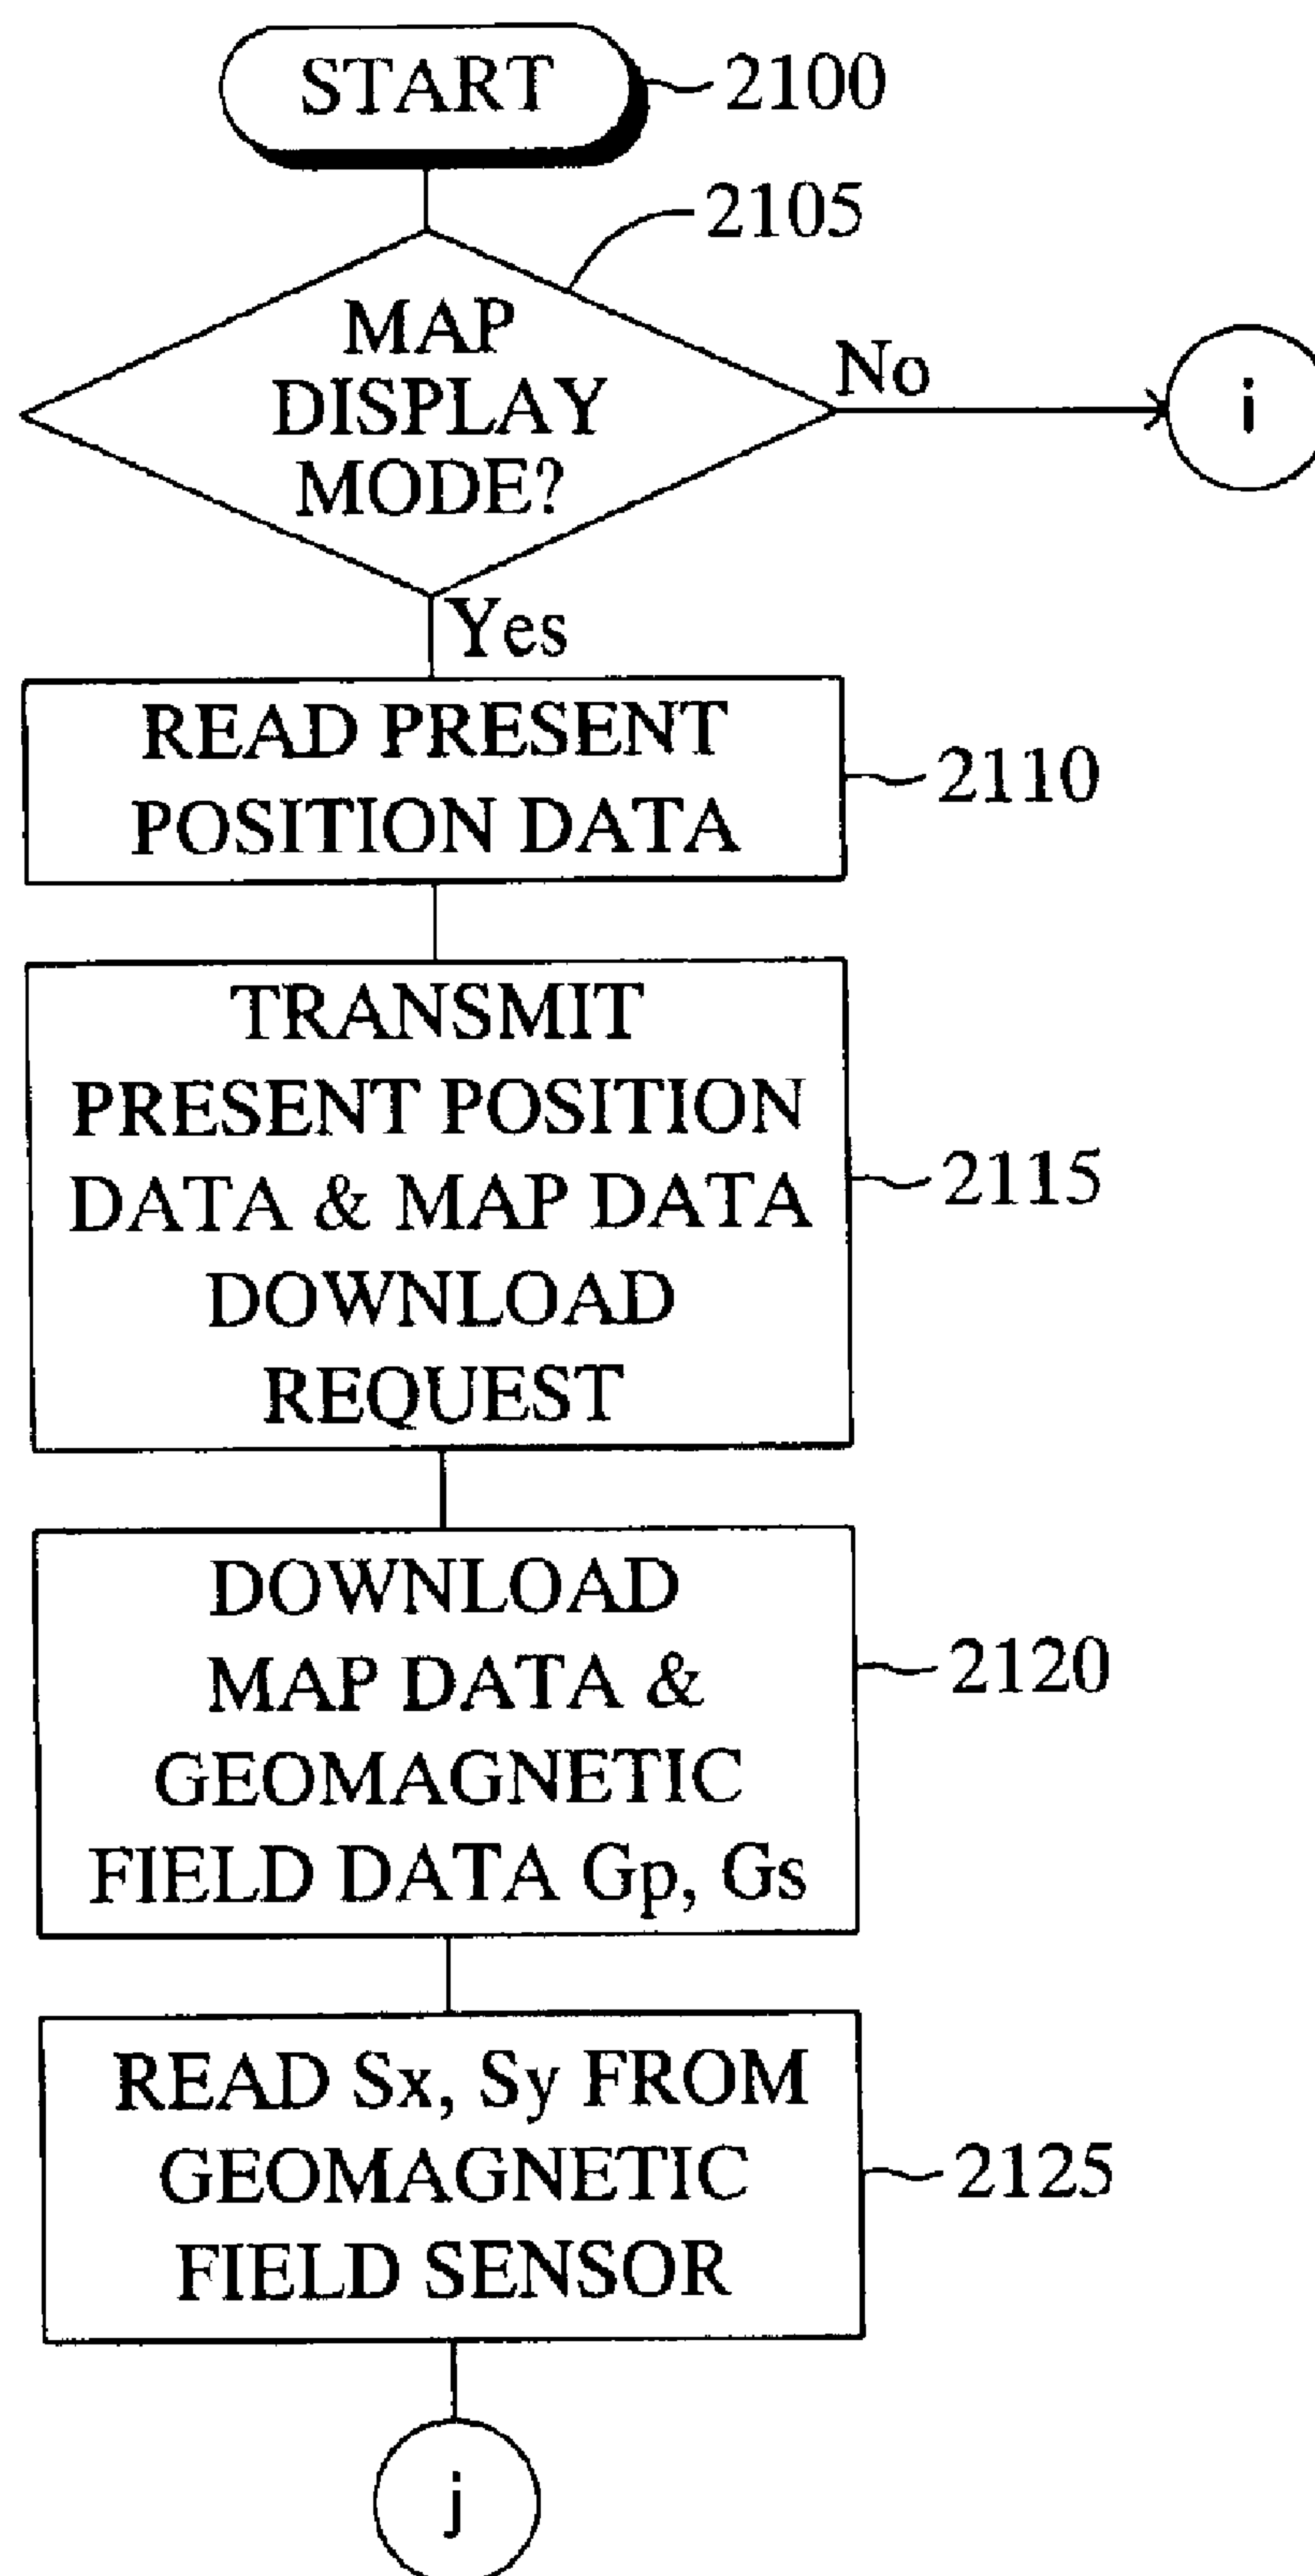 START
2100
2105
MAP
DISPLAY
MODE?
No
i
Yes
READ PRESENT
POSITION DATA
2110
TRANSMIT
PRESENT POSITION
DATA & MAP DATA
DOWNLOAD
REQUEST
2115
DOWNLOAD
MAP DATA &
GEOMAGNETIC
FIELD DATA Gp, Gs
2120
READ Sx, Sy FROM
GEOMAGNETIC
FIELD SENSOR
2125
j